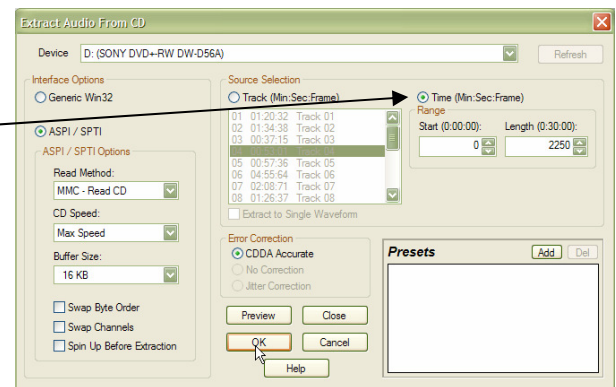 Extract Audio From CD
Device D: (SONY DVD+-RW DW-D56A) Refresh
Interface Options
Generic Win32
ASPI / SPTI
ASPI / SPTI Options
Read Method:
MMC - Read CD
CD Speed:
Max Speed
Buffer Size:
16 KB
Swap Byte Order
Swap Channels
Spin Up Before Extraction
Source Selection
Track (Min:Sec:Frame)
01 01:20:32 Track 01
02 01:34:38 Track 02
03 00:37:15 Track 03
05 00:57:36 Track 05
06 04:55:64 Track 06
07 02:08:71 Track 07
08 01:26:37 Track 08
Extract to Single Waveform
Time (Min:Sec:Frame)
Range
Start (0:00:00): Length (0:30:00):
0 2250
Error Correction
CDDA Accurate
No Correction
Jitter Correction
Presets Add Del
Preview Close
OK Cancel
Help